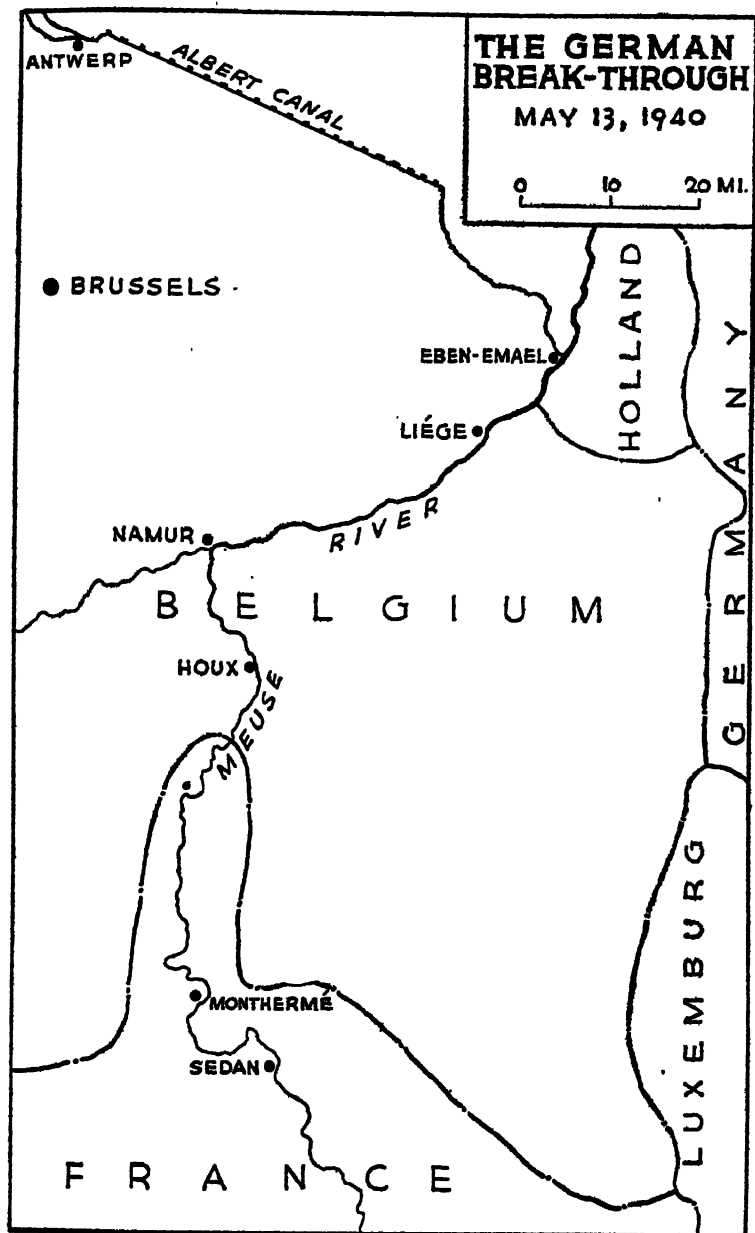 THE GERMAN
BREAK-THROUGH
MAY 13, 1940
0 10 20 MI.
ANTWERP
ALBERT CANAL
BRUSSELS
HOLLAND
GERMANY
EBEN-EMAEL
LIÉGE
NAMUR
RIVER
BELGIUM
HOUX
MEUSE
LUXEMBURG
MONTHERMÉ
SEDAN
FRANCE